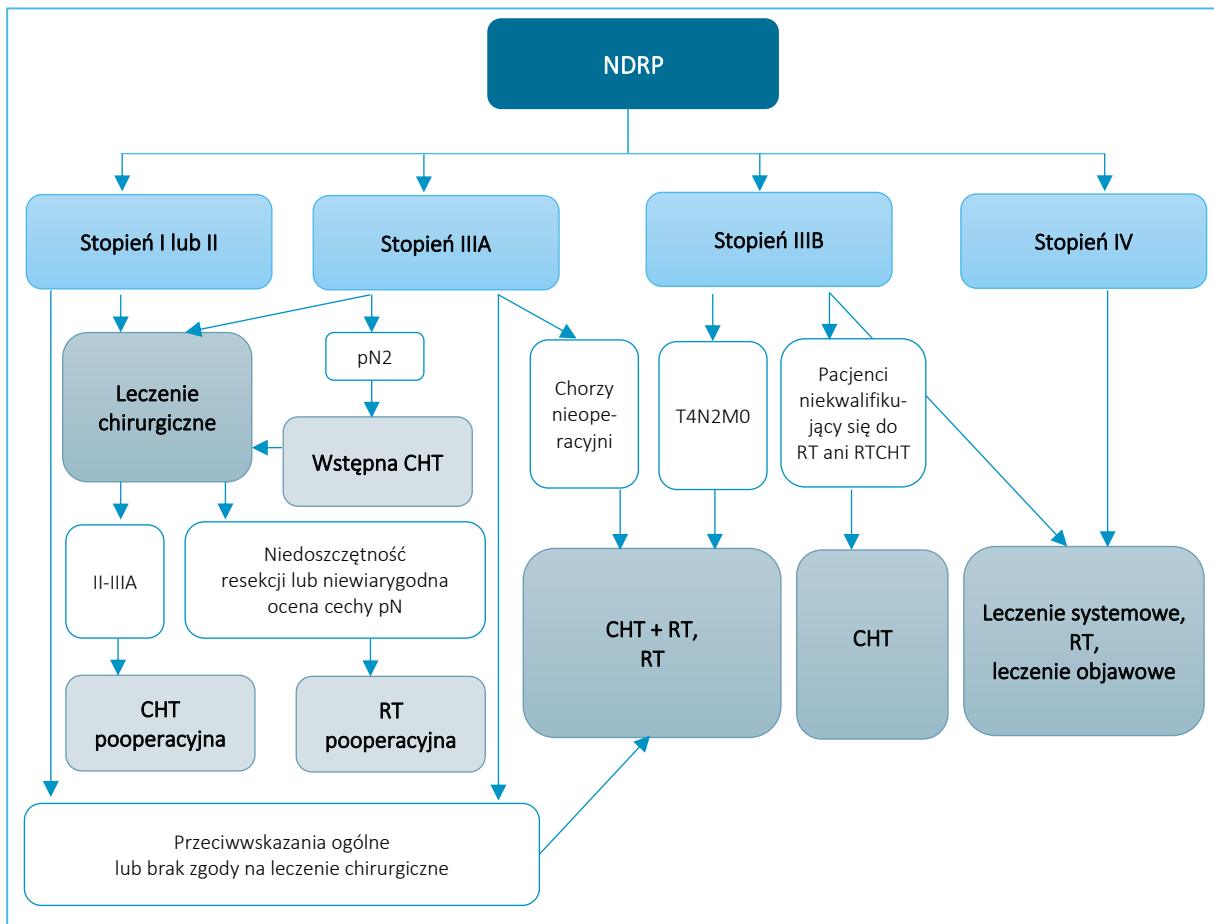 NDRP
Stopień I lub II
Stopień IIIA
Stopień IIIB
Stopień IV
Leczenie
chirurgiczne
pN2
Wstępna CHT
Chorzy
nieope-
racyjni
T4N2M0
Pacjenci
niekwalifiku-
jący się do
RT ani RTCHT
II-IIIA
Niedoszczętność
resekcji lub niewiarygodna
ocena cechy pN
CHT + RT,
RT
CHT
Leczenie systemowe,
RT,
leczenie objawowe
CHT
pooperacyjna
RT
pooperacyjna
Przeciwwskazania ogólne
lub brak zgody na leczenie chirurgiczne